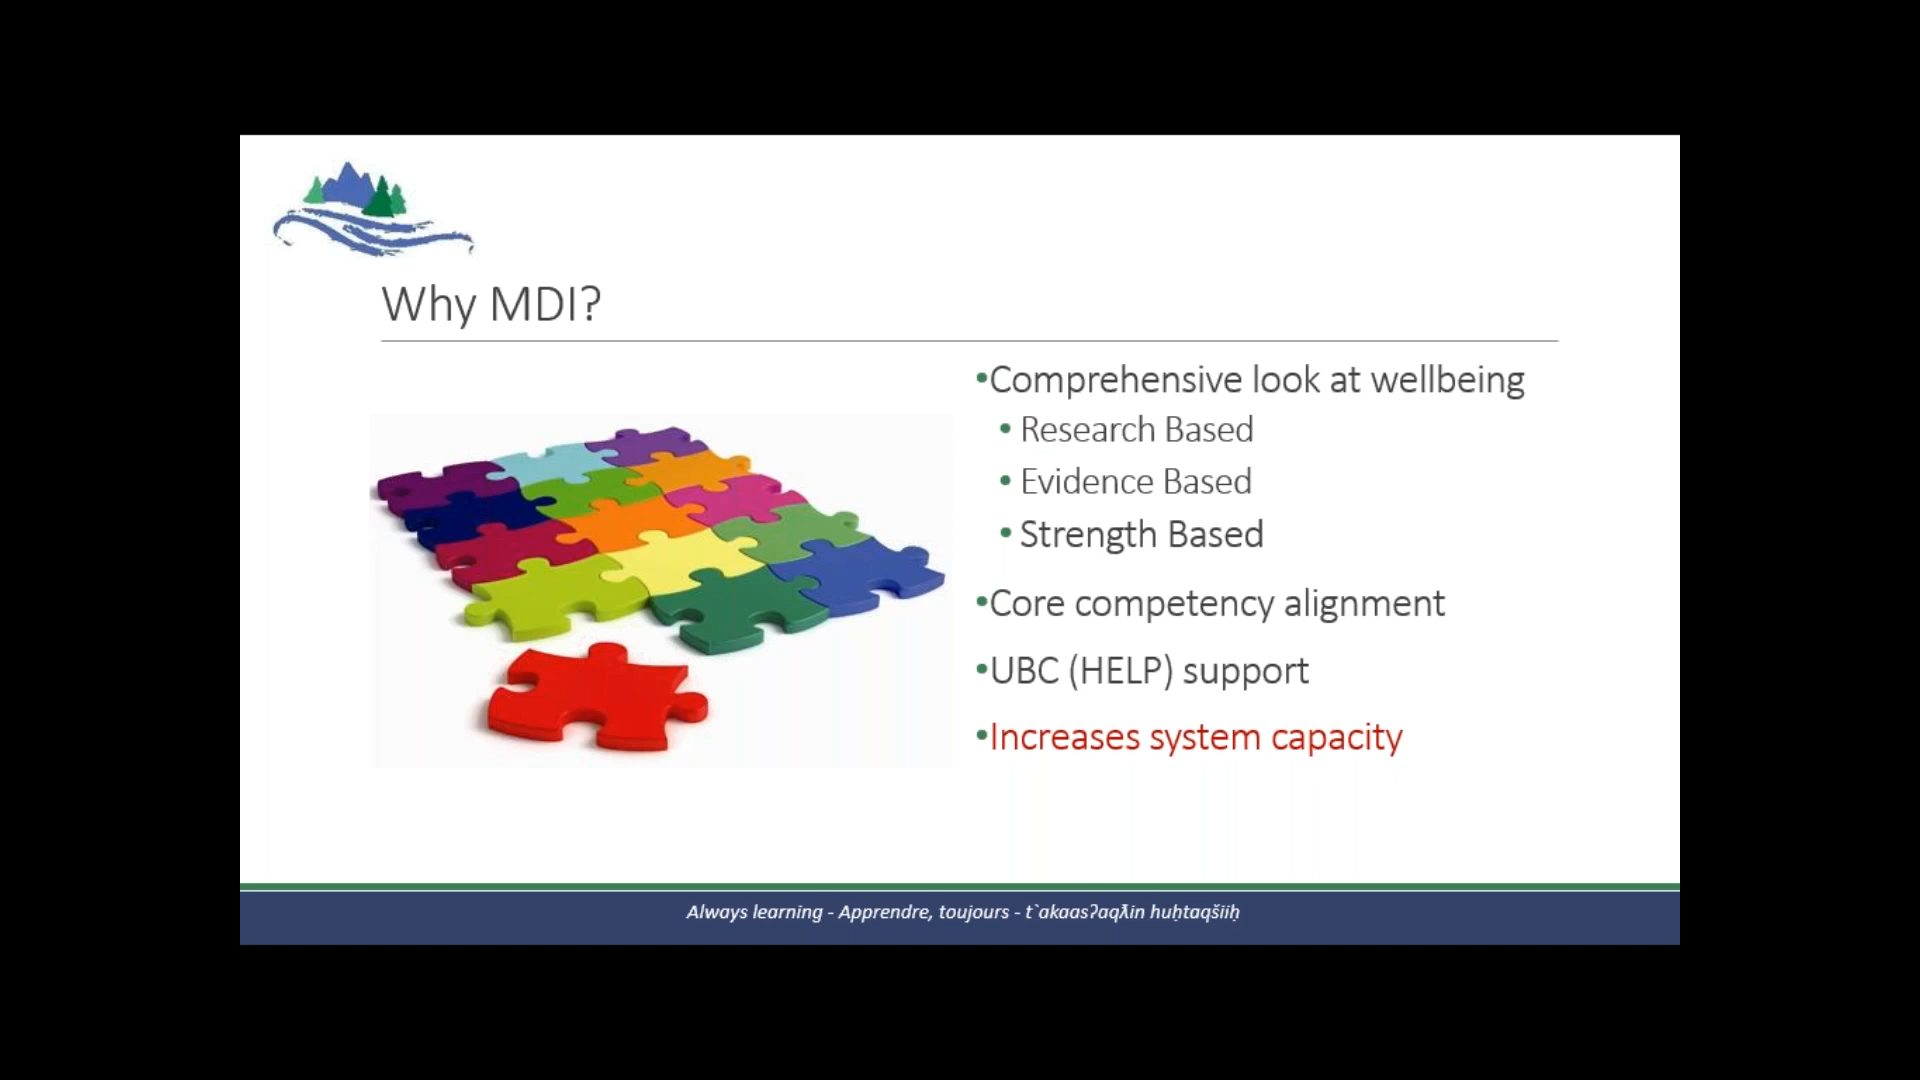 Why MDI?
•Comprehensive look at wellbeing
• Research Based
• Evidence Based
• Strength Based
•Core competency alignment
•UBC (HELP) support
•Increases system capacity
Always learning - Apprendre, toujours - t`akaasʔaqƛin huḥtaqšiiḥ